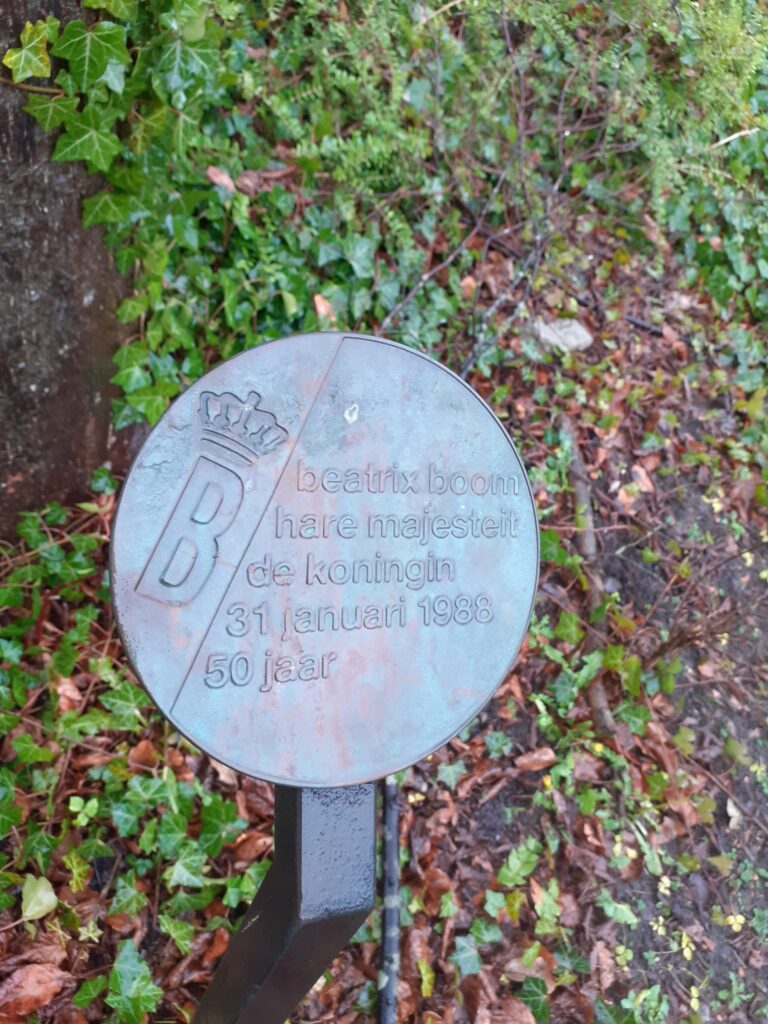 B
beatrix boom
hare majesteit
de koningin
31 januari 1988
50 jaar